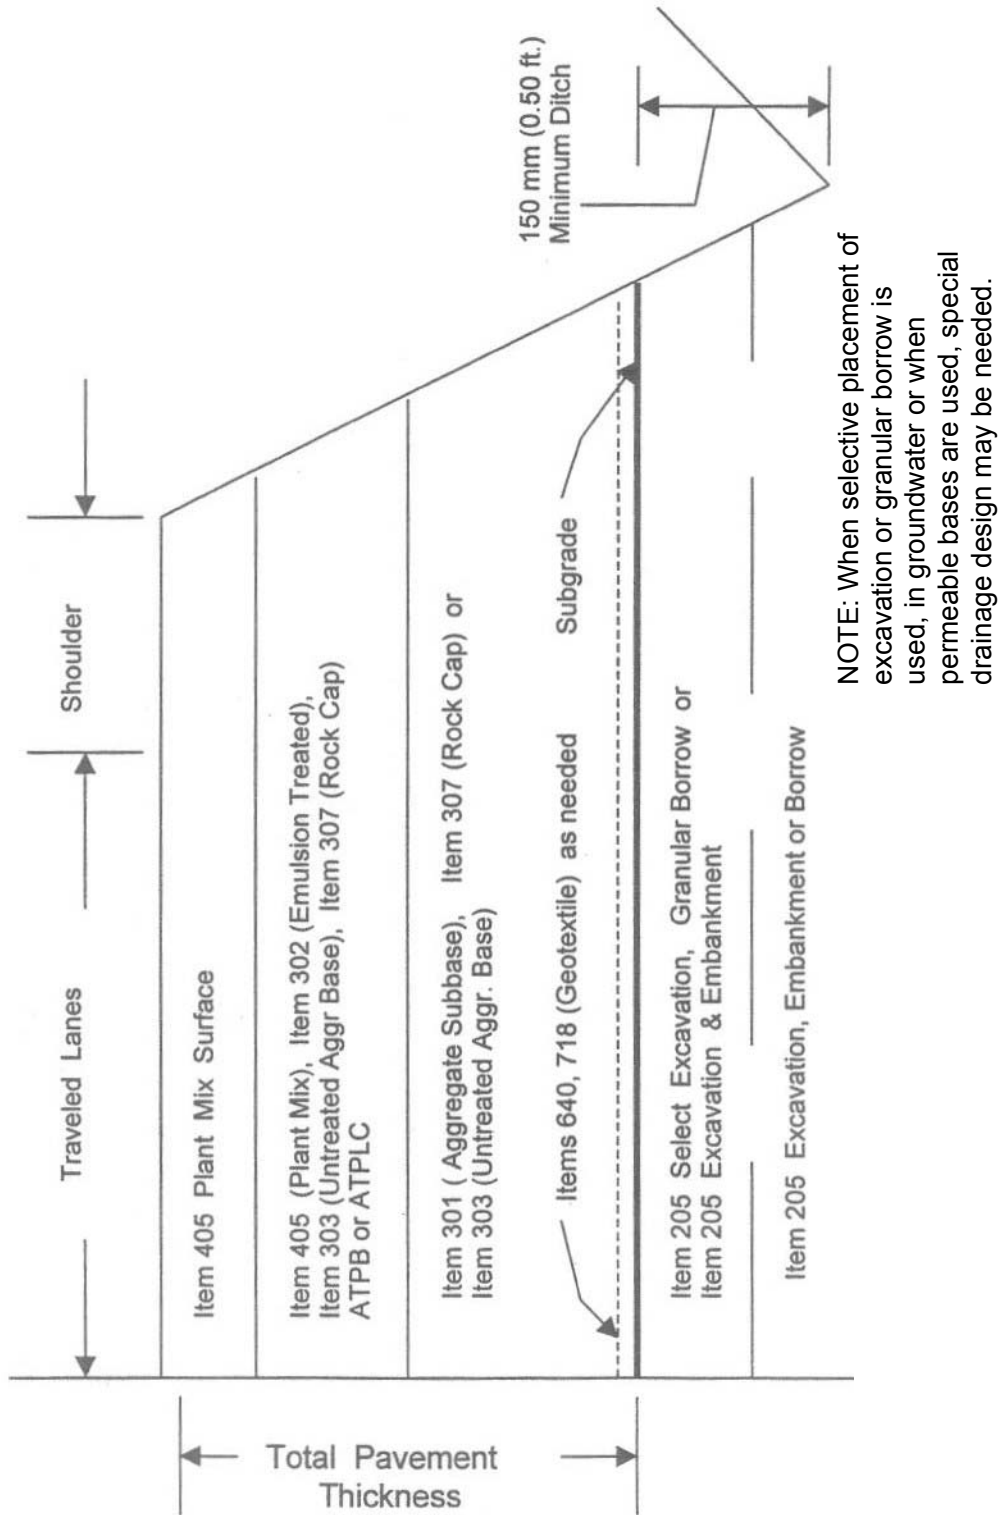 Traveled Lanes
Shoulder
Item 405 Plant Mix Surface
Item 405 (Plant Mix), Item 302 (Emulsion Treated),
Item 303 (Untreated Aggr Base), Item 307 (Rock Cap)
ATPB or ATPLC
Item 301 ( Aggregate Subbase), Item 307 (Rock Cap) or
Item 303 (Untreated Aggr. Base)
150 mm (0.50 ft.)
Minimum Ditch
Items 640, 718 (Geotextile) as needed
Subgrade
Item 205 Select Excavation, Granular Borrow or
Item 205 Excavation & Embankment
Item 205 Excavation, Embankment or Borrow
Total Pavement
Thickness
NOTE: When selective placement of
excavation or granular borrow is
used, in groundwater or when
permeable bases are used, special
drainage design may be needed.